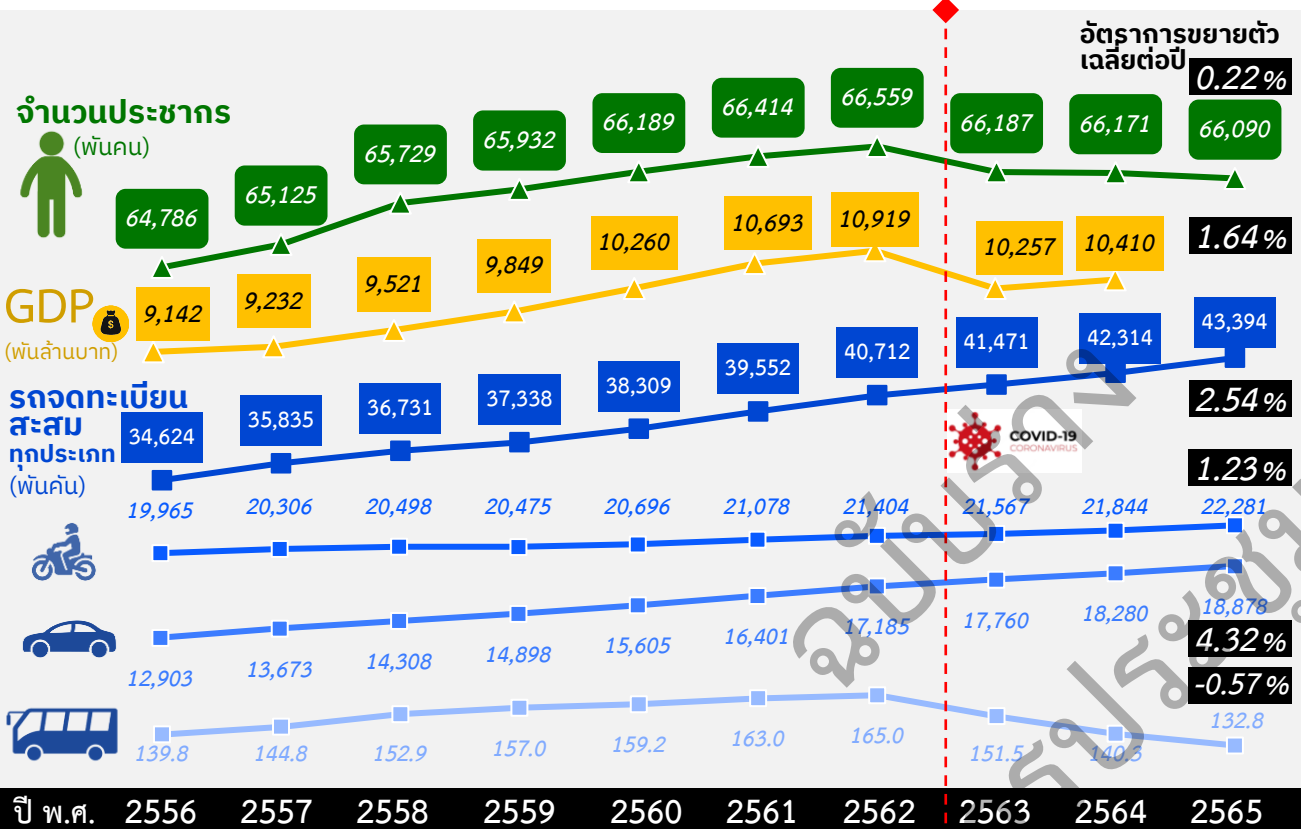 อัตราการขยายตัว
เฉลี่ยต่อปี
0.22%
จำนวนประชากร
(พันคน)
64,786 65,125 65,729 65,932 66,189 66,414 66,559 66,187 66,171 66,090
1.64%
GDP
$
(พันล้านบาท)
9,142 9,232 9,521 9,849 10,260 10,693 10,919 10,257 10,410
รถจดทะเบียน
สะสม
ทุกประเภท
(พันคัน)
34,624 35,835 36,731 37,338 38,309 39,552 40,712 41,471 42,314 43,394
2.54%
COVID-19
CORONAVIRUS
1.23%
19,965 20,306 20,498 20,475 20,696 21,078 21,404 21,567 21,844 22,281
12,903 13,673 14,308 14,898 15,605 16,401 17,185 17,760 18,280 18,878
4.32%
-0.57%
139.8 144.8 152.9 157.0 159.2 163.0 165.0 151.5 140.3 132.8
ปี พ.ศ. 2556 2557 2558 2559 2560 2561 2562 2563 2564 2565
ฉบับร่าง